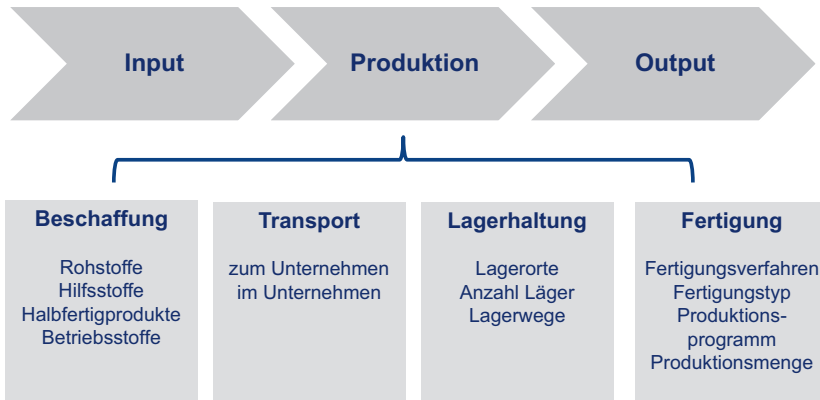 Input
Produktion
Output
Beschaffung
Rohstoffe
Hilfsstoffe
Halbfertigprodukte
Betriebsstoffe
Transport
zum Unternehmen
im Unternehmen
Lagerhaltung
Lagerorte
Anzahl Läger
Lagerwege
Fertigung
Fertigungsverfahren
Fertigungstyp
Produktions-
programm
Produktionsmenge